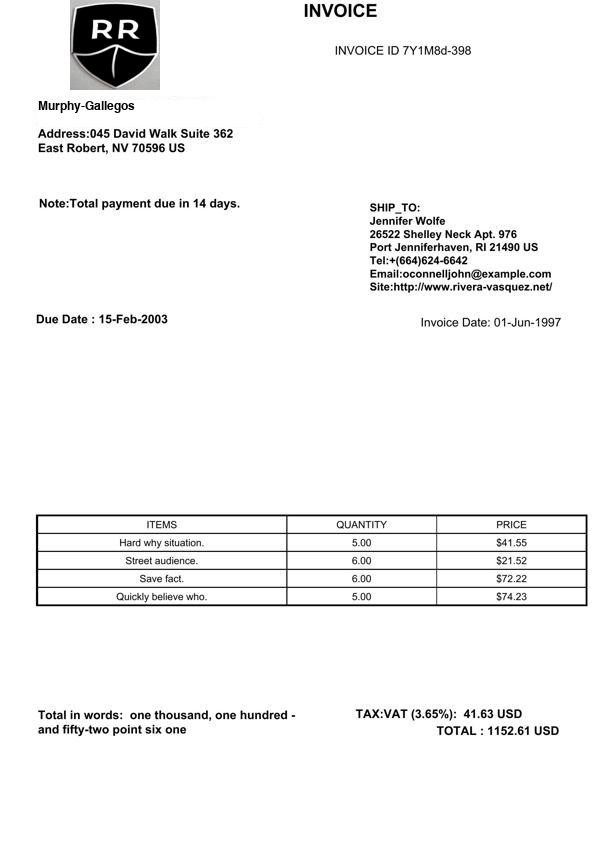 RR
INVOICE
INVOICE ID 7Y1M8d-398
Murphy-Gallegos
Address:045 David Walk Suite 362
East Robert, NV 70596 US
Note:Total payment due in 14 days.
SHIP_TO:
Jennifer Wolfe
26522 Shelley Neck Apt. 976
Port Jenniferhaven, RI 21490 US
Tel:+(664)624-6642
Email:oconnelljohn@example.com
Site:http://www.rivera-vasquez.net/
Due Date : 15-Feb-2003
Invoice Date: 01-Jun-1997
ITEMS QUANTITY PRICE
Hard why situation. 5.00 $41.55
Street audience. 6.00 $21.52
Save fact. 6.00 $72.22
Quickly believe who. 5.00 $74.23
Total in words: one thousand, one hundred -
and fifty-two point six one
TAX:VAT (3.65%): 41.63 USD
TOTAL : 1152.61 USD